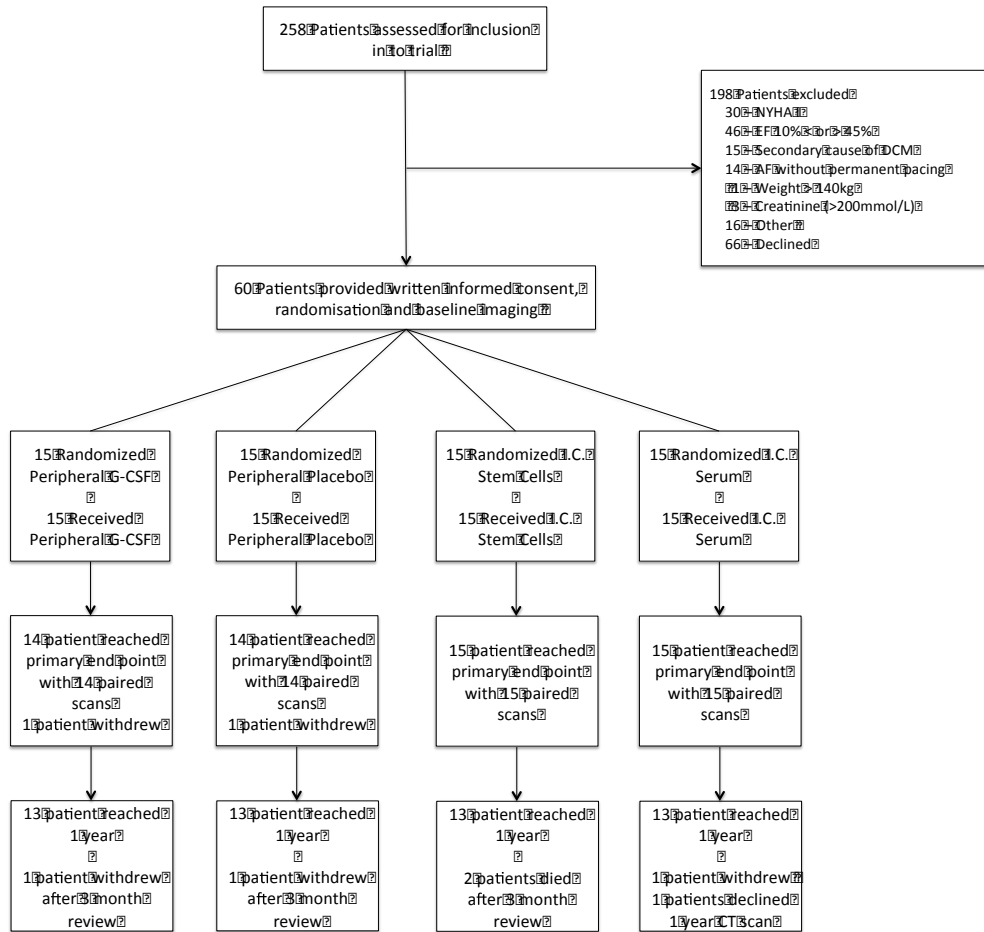 258 Patients assessed for inclusion
in to trial
198 Patients excluded
30 – NYHA I
46 – EF 10% < or > 45%
15 – Secondary cause of DCM
14 – AF without permanent pacing
1 – Weight > 140kg
3 – Creatinine (>200mmol/L)
16 – Other
66 – Declined
60 Patients provided written informed consent,
randomisation and baseline imaging
15 Randomized
Peripheral G-CSF
15 Received
Peripheral G-CSF
15 Randomized
Peripheral Placebo
15 Received
Peripheral Placebo
15 Randomized I.C.
Stem Cells
15 Received I.C.
Stem Cells
15 Randomized I.C.
Serum
15 Received I.C.
Serum
14 patient reached
primary end point
with 14 paired
scans
1 patient withdrew
14 patient reached
primary end point
with 14 paired
scans
1 patient withdrew
15 patient reached
primary end point
with 15 paired
scans
15 patient reached
primary end point
with 15 paired
scans
13 patient reached
1 year
1 patient withdrew
after 3 month
review
13 patient reached
1 year
1 patient withdrew
after 3 month
review
13 patient reached
1 year
2 patients died
after 3 month
review
13 patient reached
1 year
1 patient withdrew
1 patients declined
1 year CT scan